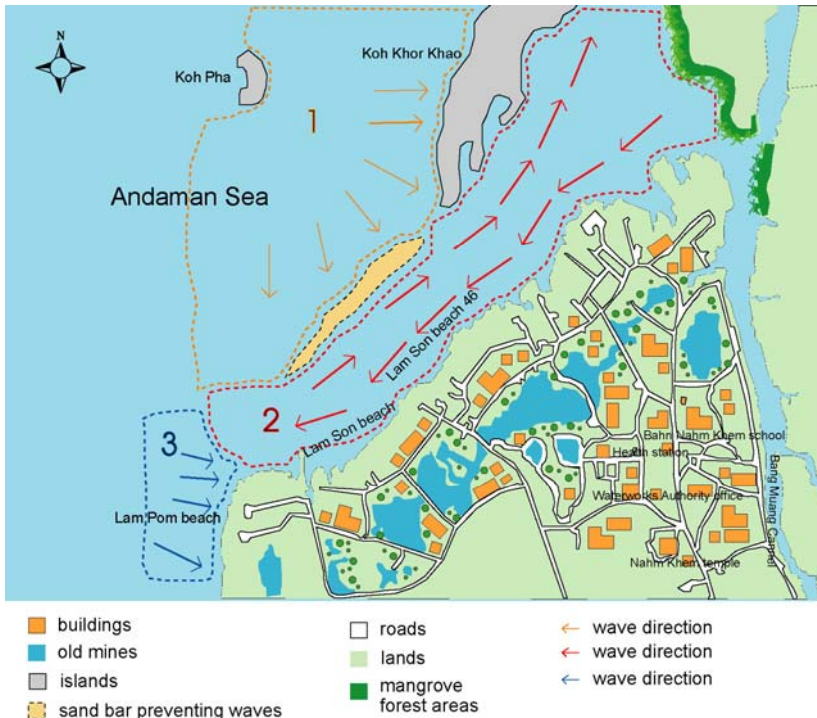 Koh Pha
Koh Khor Khao
1
Andaman Sea
Lam Son beach 46
2
Lam Son beach
3
Lam Pom beach
Bahn Nahm Khem school
Health station
Waterworks Authority office
Bang Muang Cannel
Nahm Khem temple
buildings
old mines
islands
sand bar preventing waves
roads
lands
mangrove
forest areas
wave direction
wave direction
wave direction